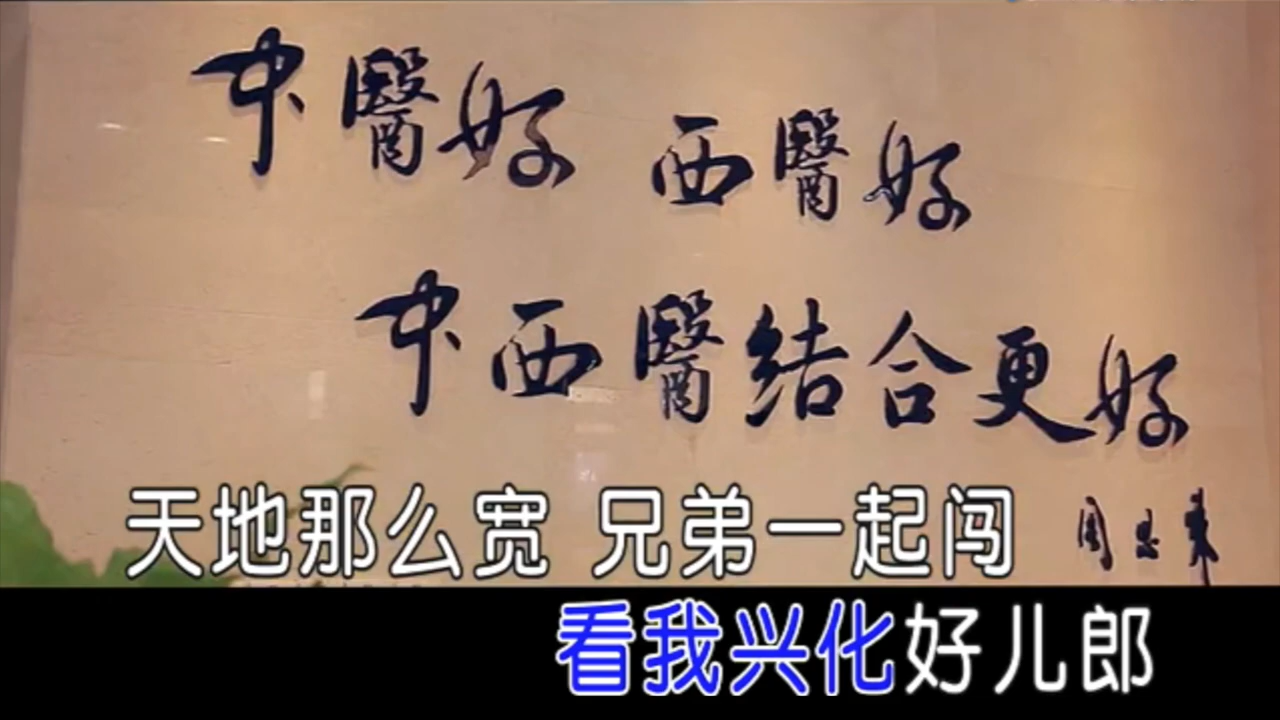 中醫好 西醫好
中西醫结合更好
天地那么宽 兄弟一起闯
看我兴化好儿郎